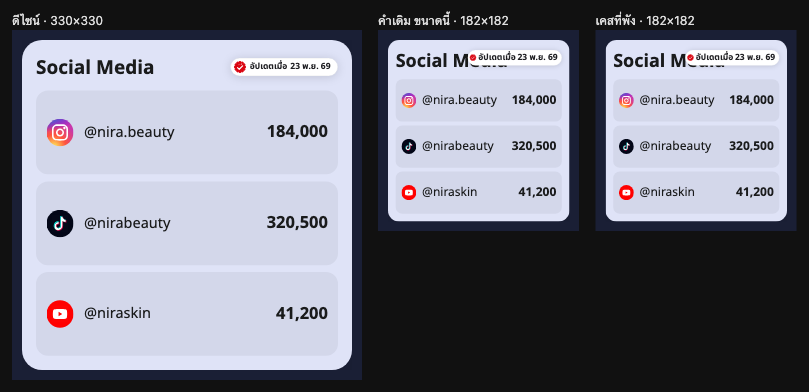 ดีไซน์ · 330×330
Social Media
อัปเดตเมื่อ 23 พ.ย. 69
@nira.beauty 184,000
@nirabeauty 320,500
@niraskin 41,200
คำเดิม ขนาดนี้ · 182×182
Social Media
อัปเดตเมื่อ 23 พ.ย. 69
@nira.beauty 184,000
@nirabeauty 320,500
@niraskin 41,200
เคสที่พัง · 182×182
Social Media
อัปเดตเมื่อ 23 พ.ย. 69
@nira.beauty 184,000
@nirabeauty 320,500
@niraskin 41,200